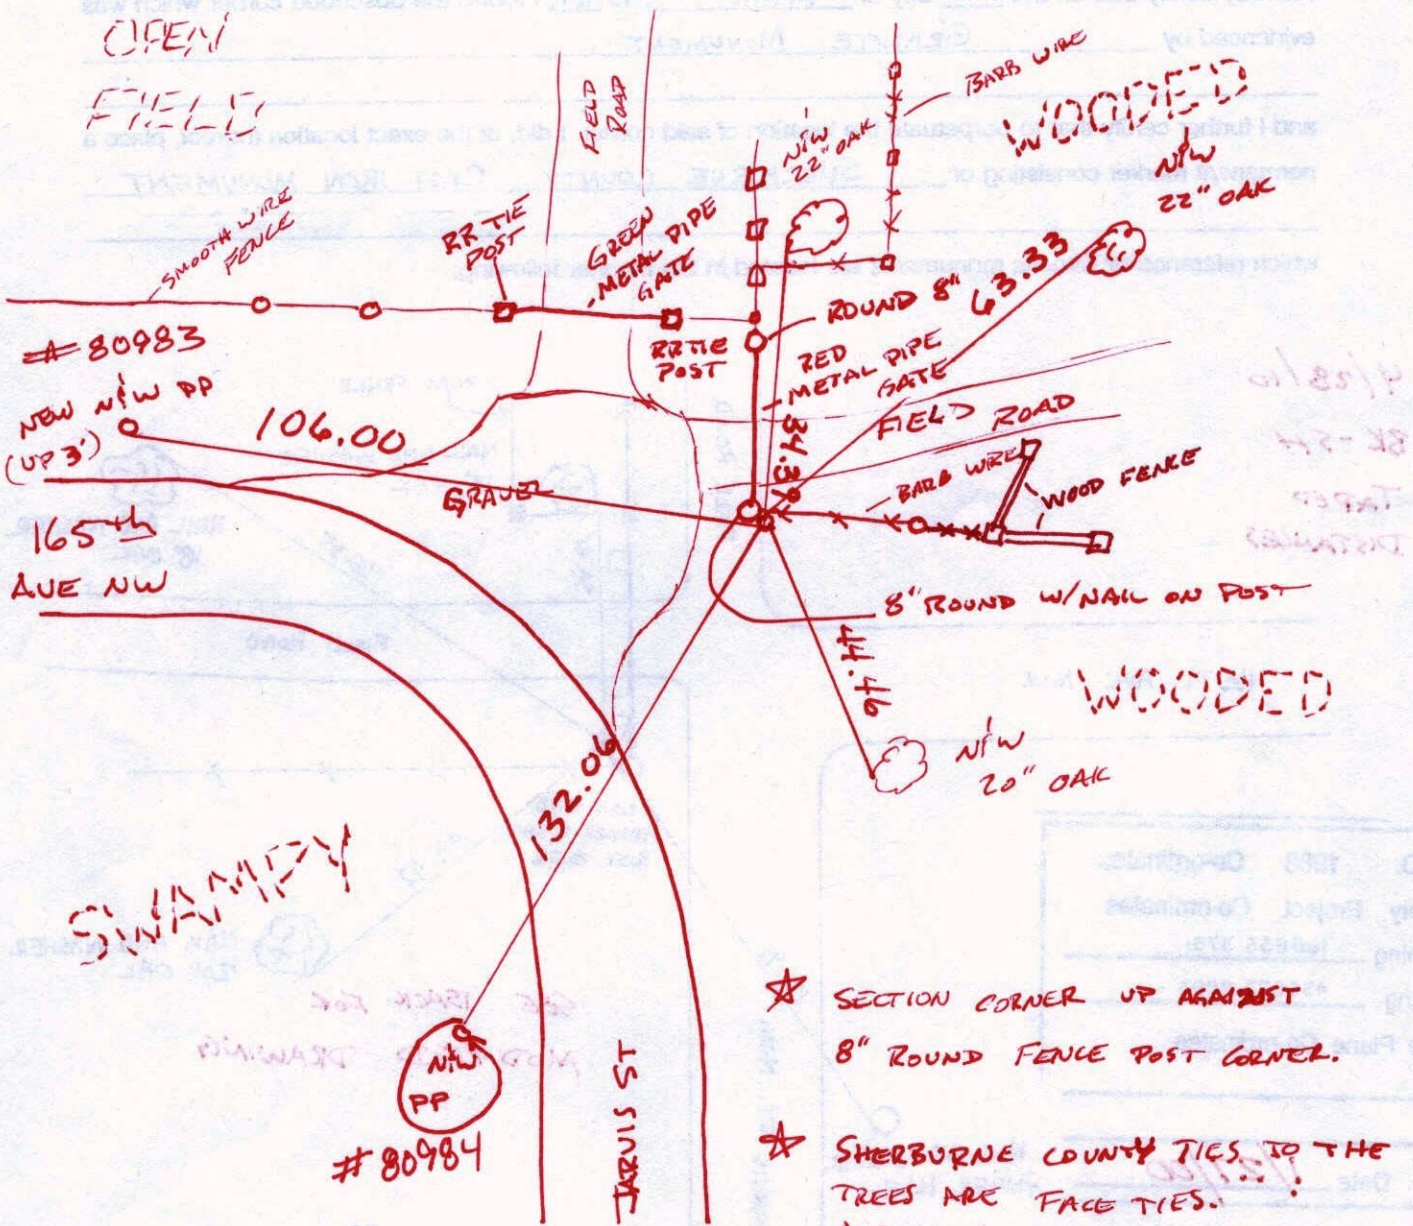 OPEN
FIELD
SMOOTH WIRE
FENCE
RR TIE
POST
FIELD
ROAD
GREEN
METAL PIPE
GATE
N/W
22" OAK
BARB WIRE
WOODED
N/W
22" OAK
63.33
ROUND 8"
RR TIE
POST
RED
METAL PIPE
GATE
34.38
FIELD ROAD
BARB WIRE
WOOD FENCE
# 80983
NEW N/W PP
(UP 3')
106.00
GRAVEL
165TH
AVE NW
8" ROUND W/NAIL ON POST
44.46
WOODED
N/W
20" OAK
132.06
SWAMPY
N/W
PP
# 80984
JARVIS ST
☆ SECTION CORNER UP AGAINST
8" ROUND FENCE POST CORNER.
☆ SHERBURNE COUNTY TIES TO THE
TREES ARE FACE TIES.!